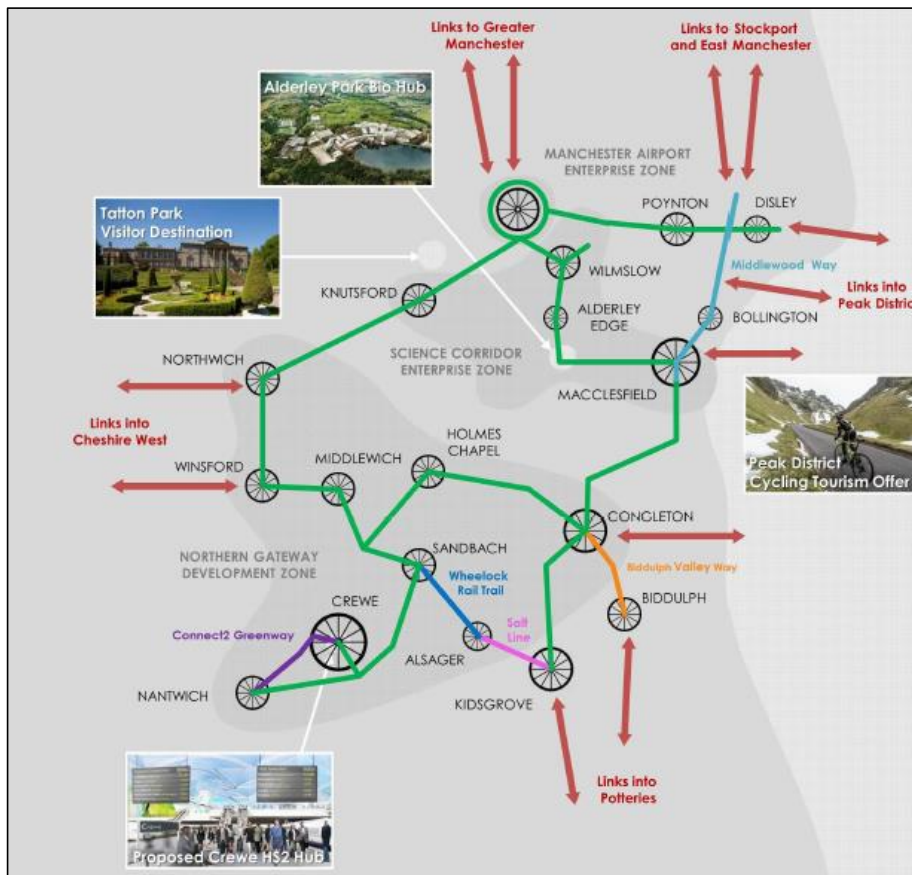 Links to Greater
Manchester
Links to Stockport
and East Manchester
Alderley Park Bio Hub
MANCHESTER AIRPORT
ENTERPRISE ZONE
POYNTON
DISLEY
Tatton Park
Visitor Destination
WILMSLOW
Middlewood Way
KNUTSFORD
ALDERLEY
EDGE
Links into
Peak District
BOLLINGTON
NORTHWICH
SCIENCE CORRIDOR
ENTERPRISE ZONE
MACCLESFIELD
Links into
Cheshire West
HOLMES
CHAPEL
WINSFORD
MIDDLEWICH
Peak District
Cycling Tourism Offer
CONGLETON
NORTHERN GATEWAY
DEVELOPMENT ZONE
SANDBACH
Wheelock
Rail Trail
Biddulph Valley Way
CREWE
BIDDULPH
Connect2 Greenway
Salt
Line
ALSAGER
NANTWICH
KIDSGROVE
Links into
Potteries
Proposed Crewe HS2 Hub